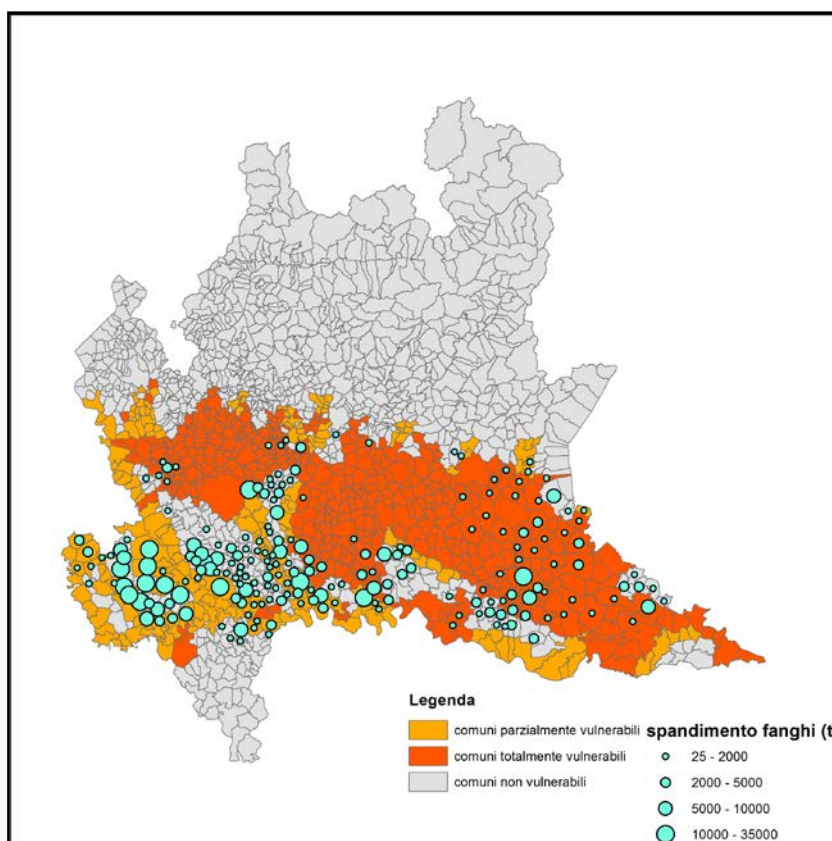 Legenda
comuni parzialmente vulnerabili
comuni totalmente vulnerabili
comuni non vulnerabili
spandimento fanghi (t
25 - 2000
2000 - 5000
5000 - 10000
10000 - 35000